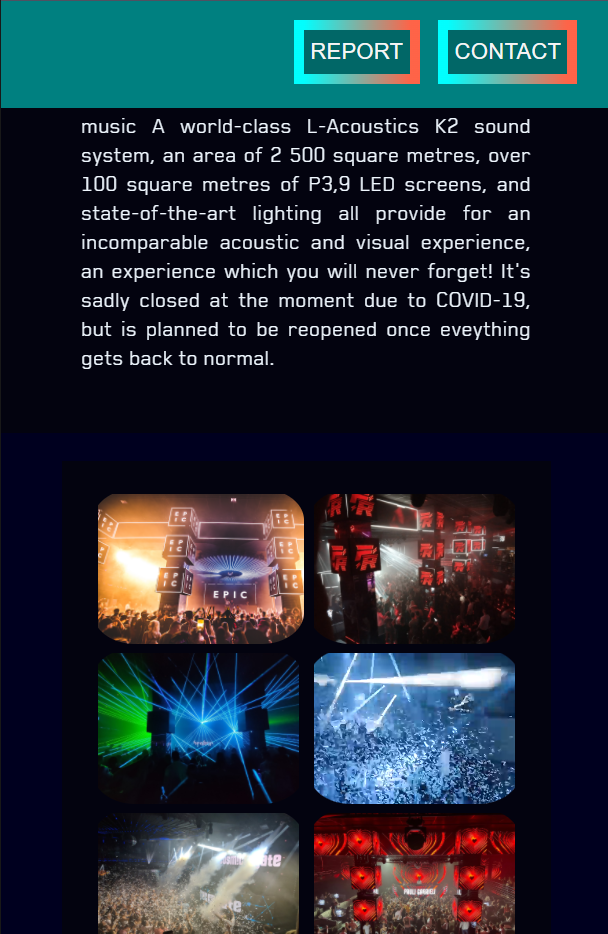 REPORT CONTACT
music A world-class L-Acoustics K2 sound
system, an area of 2 500 square metres, over
100 square metres of P3,9 LED screens, and
state-of-the-art lighting all provide for an
incomparable acoustic and visual experience,
an experience which you will never forget! It's
sadly closed at the moment due to COVID-19,
but is planned to be reopened once eveything
gets back to normal.
EPIC